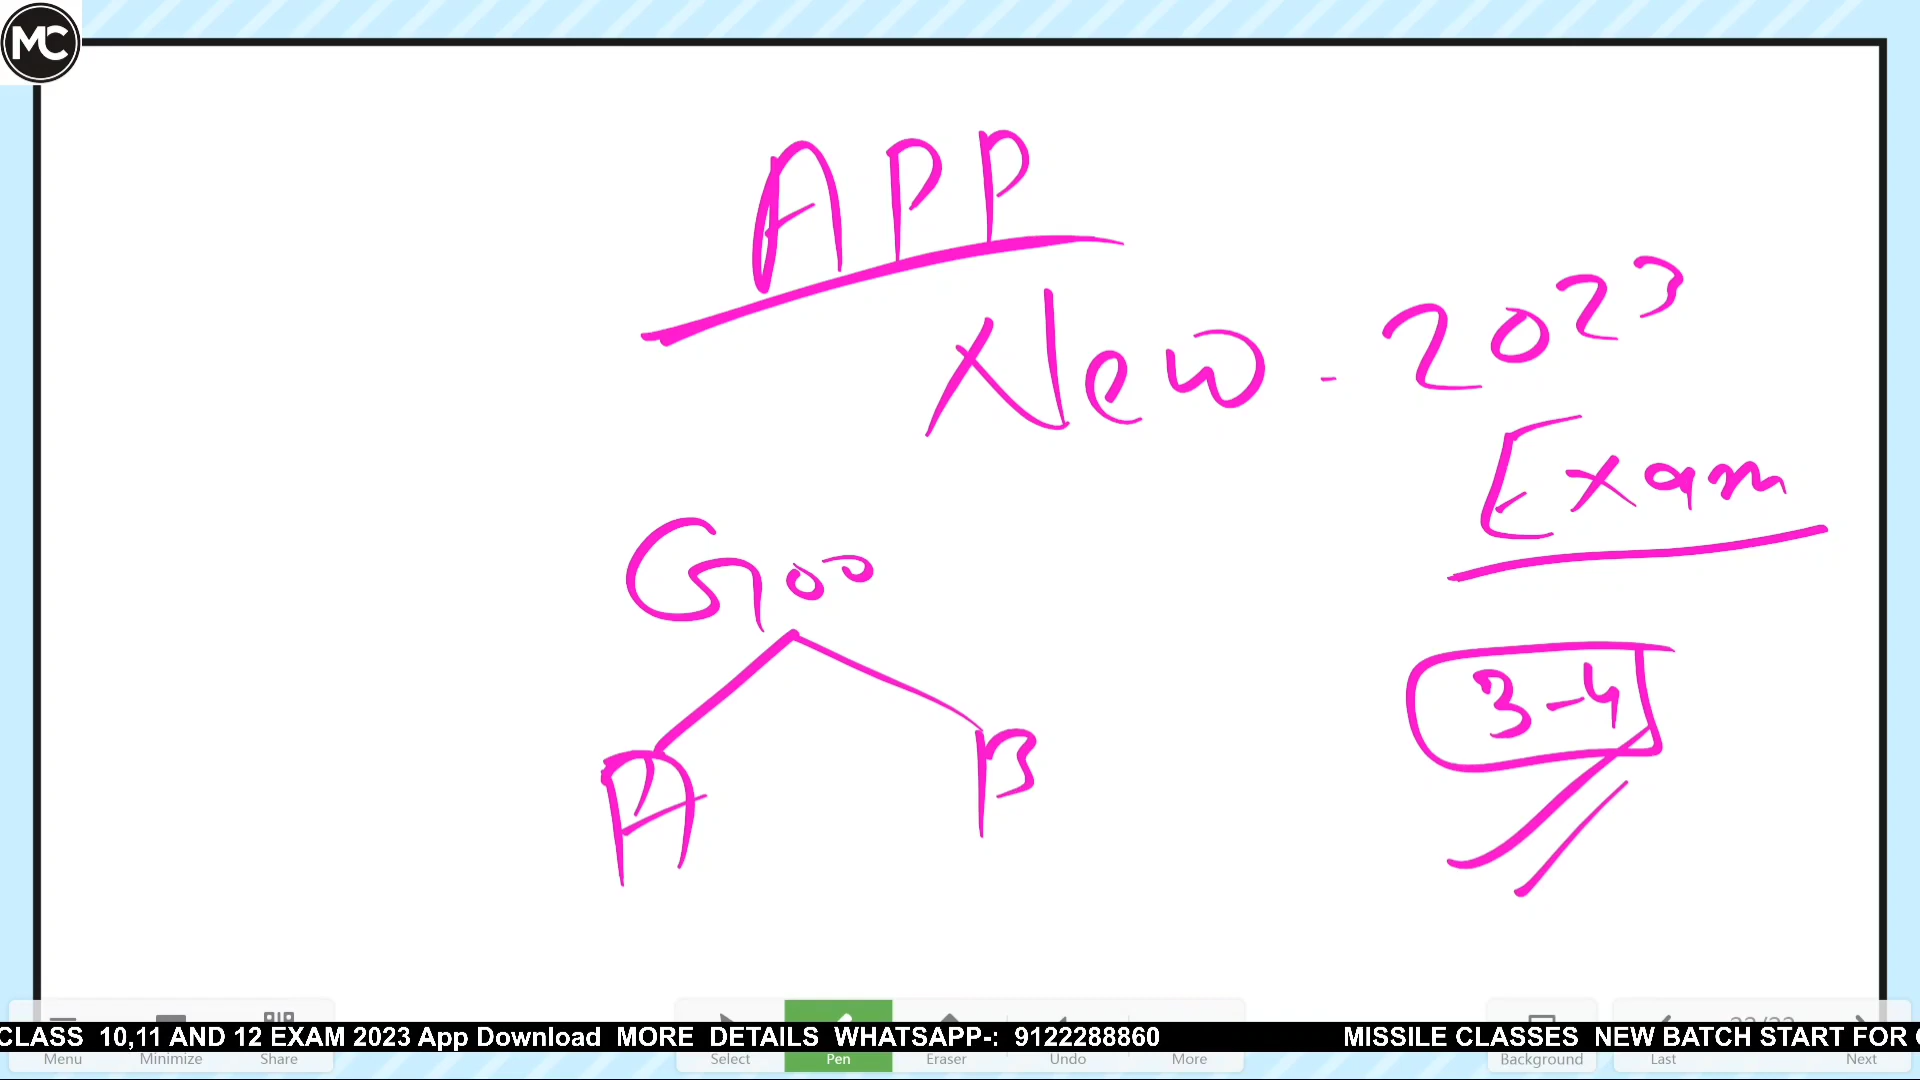 MC
APP
New - 2023
Exam
Goo
A B
3-4
CLASS 10,11 AND 12 EXAM 2023 App Download MORE DETAILS WHATSAPP-: 9122288860 MISSILE CLASSES NEW BATCH START FOR
Menu Minimize Share Select Pen Eraser Undo More Background Last Next